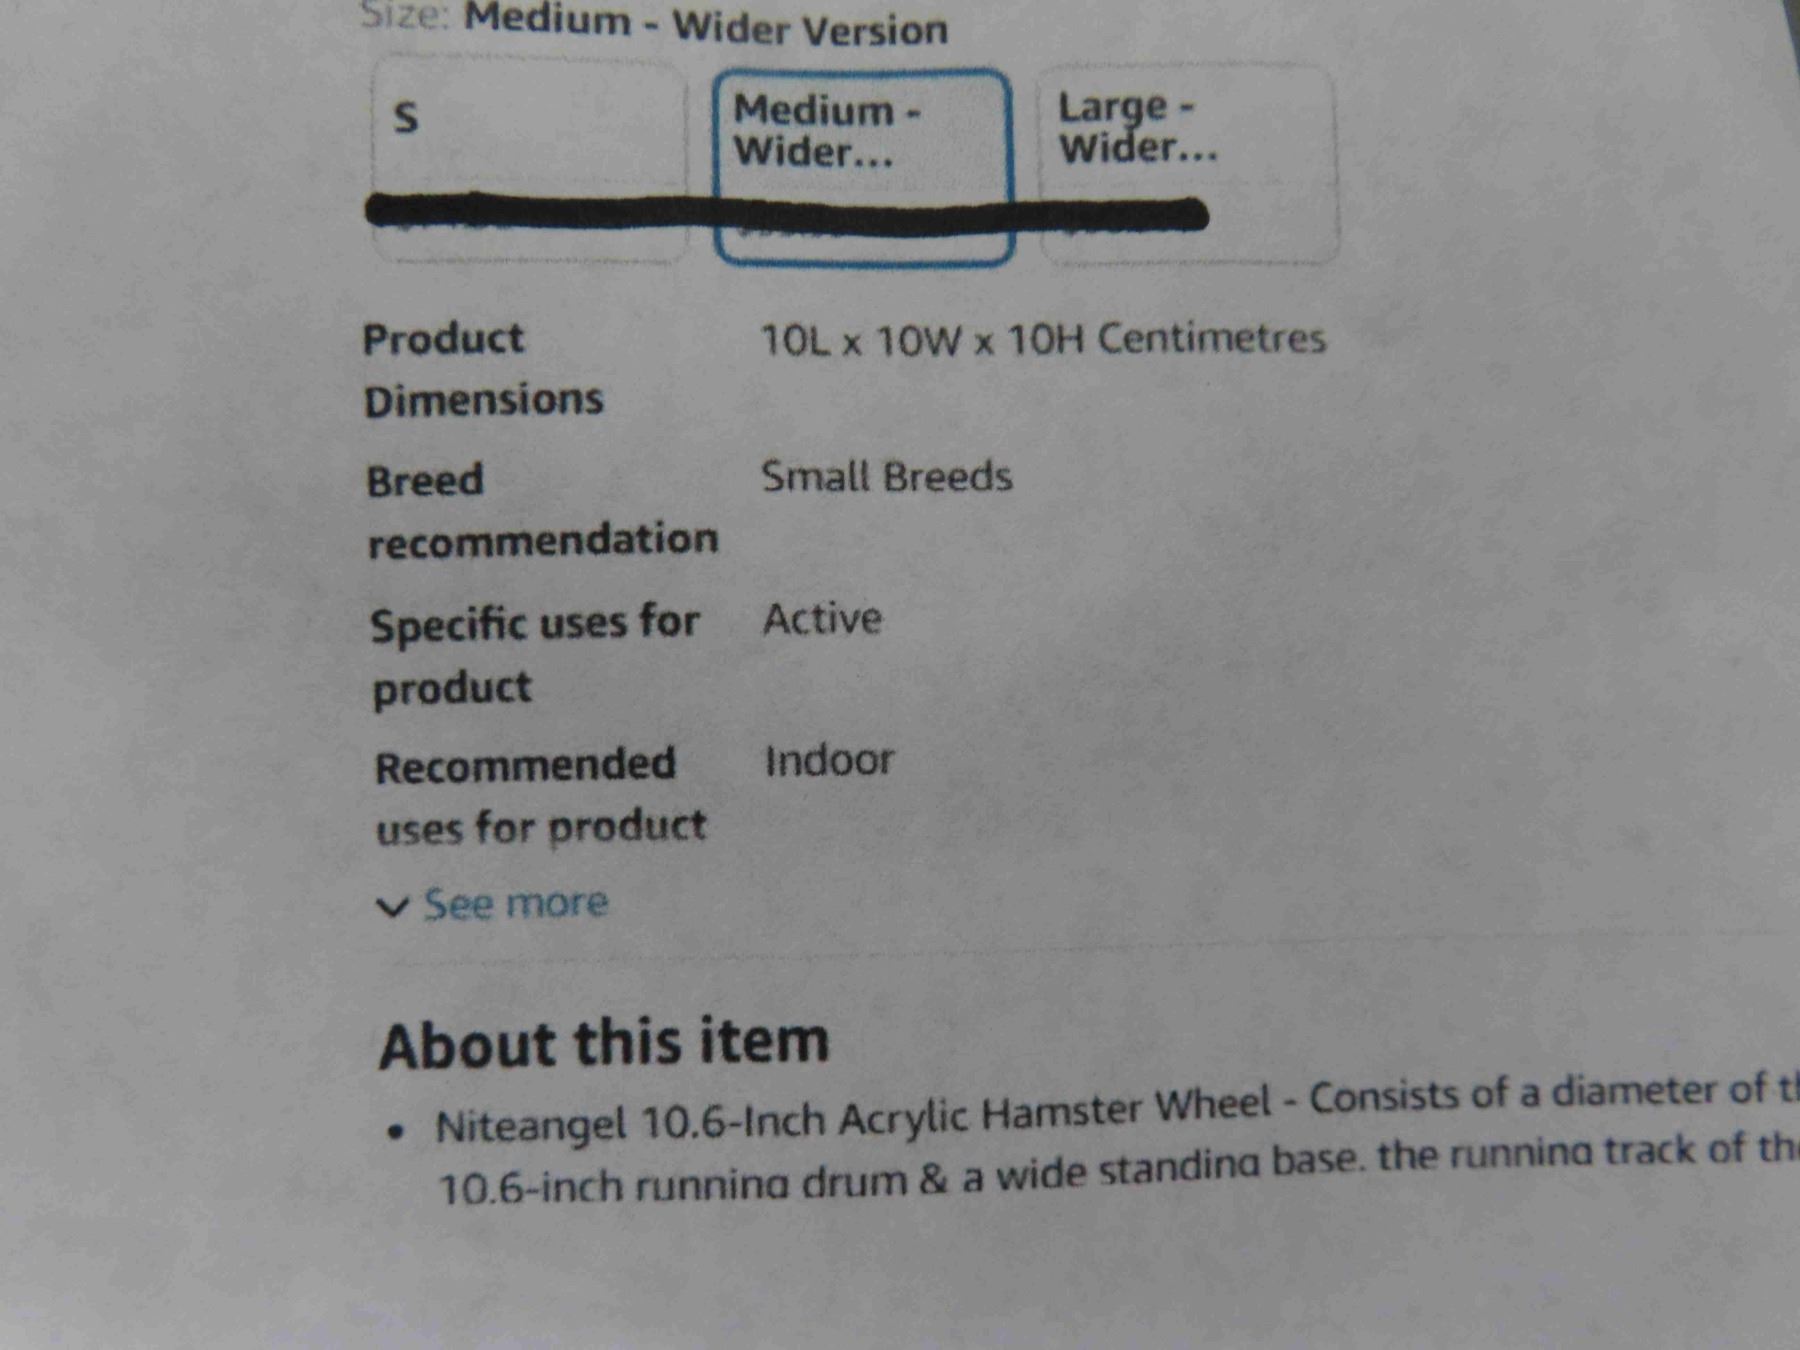 Size: Medium - Wider Version
S
Medium -
Wider...
Large -
Wider...
Product
Dimensions
10L x 10W x 10H Centimetres
Breed
recommendation
Small Breeds
Specific uses for
product
Active
Recommended
uses for product
Indoor
See more
About this item
• Niteangel 10.6-Inch Acrylic Hamster Wheel - Consists of a diameter of
10.6-inch running drum & a wide standing base. the running track of